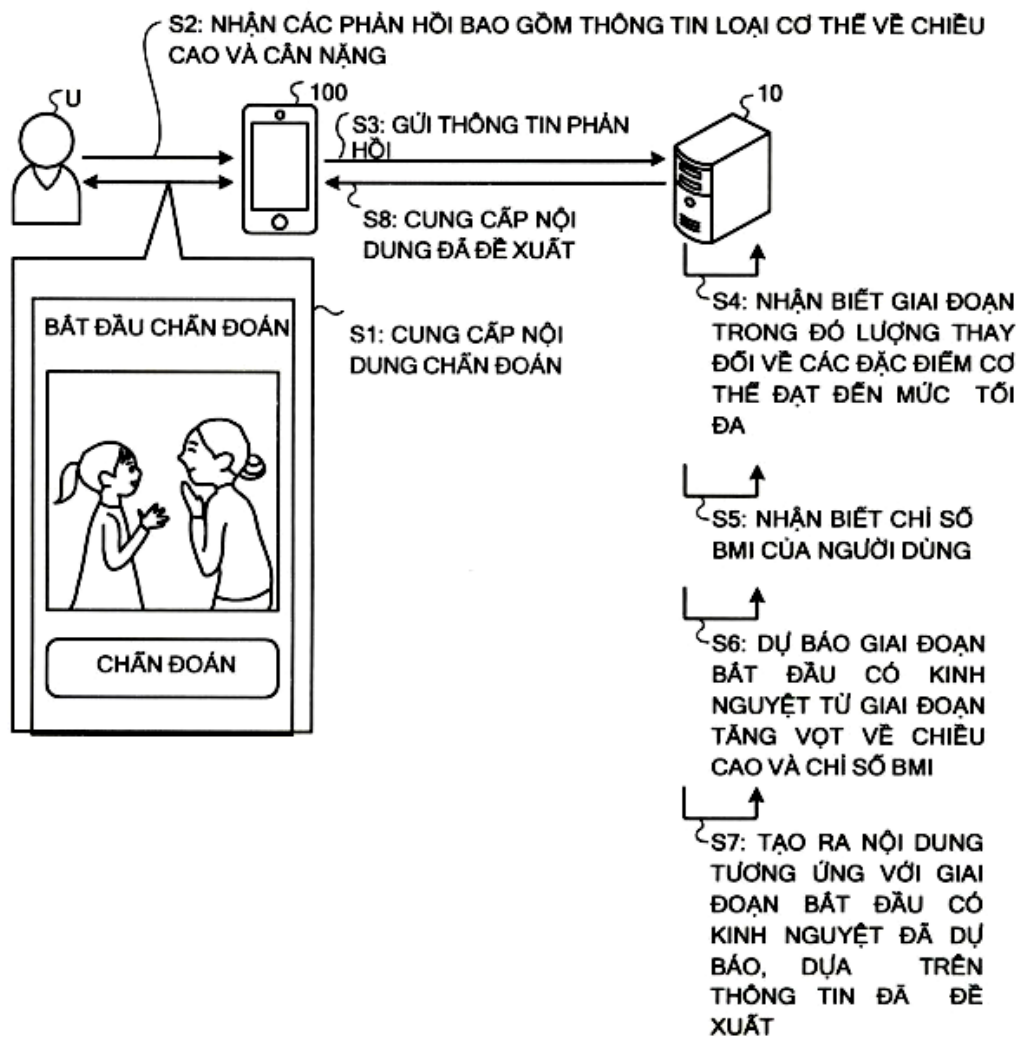 S2: NHẬN CÁC PHẢN HỒI BAO GỒM THÔNG TIN LOẠI CƠ THỂ VỀ CHIỀU
CAO VÀ CÂN NẶNG
U
100
10
S3: GỬI THÔNG TIN PHẢN
HỒI
S8: CUNG CẤP NỘI
DUNG ĐÃ ĐỀ XUẤT
BẮT ĐẦU CHẨN ĐOÁN
S1: CUNG CẤP NỘI
DUNG CHẨN ĐOÁN
CHẨN ĐOÁN
S4: NHẬN BIẾT GIAI ĐOẠN
TRONG ĐÓ LƯỢNG THAY
ĐỔI VỀ CÁC ĐẶC ĐIỂM CƠ
THỂ ĐẠT ĐẾN MỨC TỐI
ĐA
S5: NHẬN BIẾT CHỈ SỐ
BMI CỦA NGƯỜI DÙNG
S6: DỰ BÁO GIAI ĐOẠN
BẮT ĐẦU CÓ KINH
NGUYỆT TỪ GIAI ĐOẠN
TĂNG VỌT VỀ CHIỀU
CAO VÀ CHỈ SỐ BMI
S7: TẠO RA NỘI DUNG
TƯƠNG ỨNG VỚI GIAI
ĐOẠN BẮT ĐẦU CÓ
KINH NGUYỆT ĐÃ DỰ
BÁO, DỰA TRÊN
THÔNG TIN ĐÃ ĐỀ
XUẤT